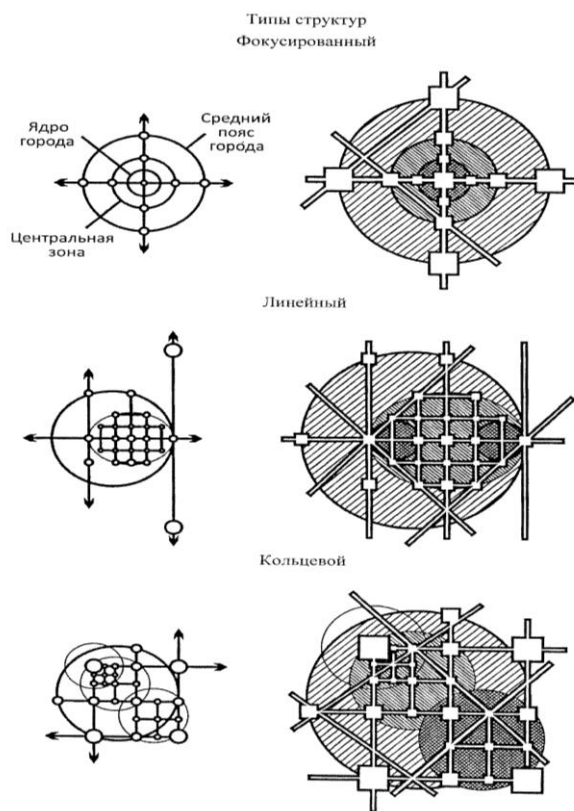 Типы структур
Фокусированный
Ядро
города
Средний
пояс
города
Центральная
зона
Линейный
Кольцевой